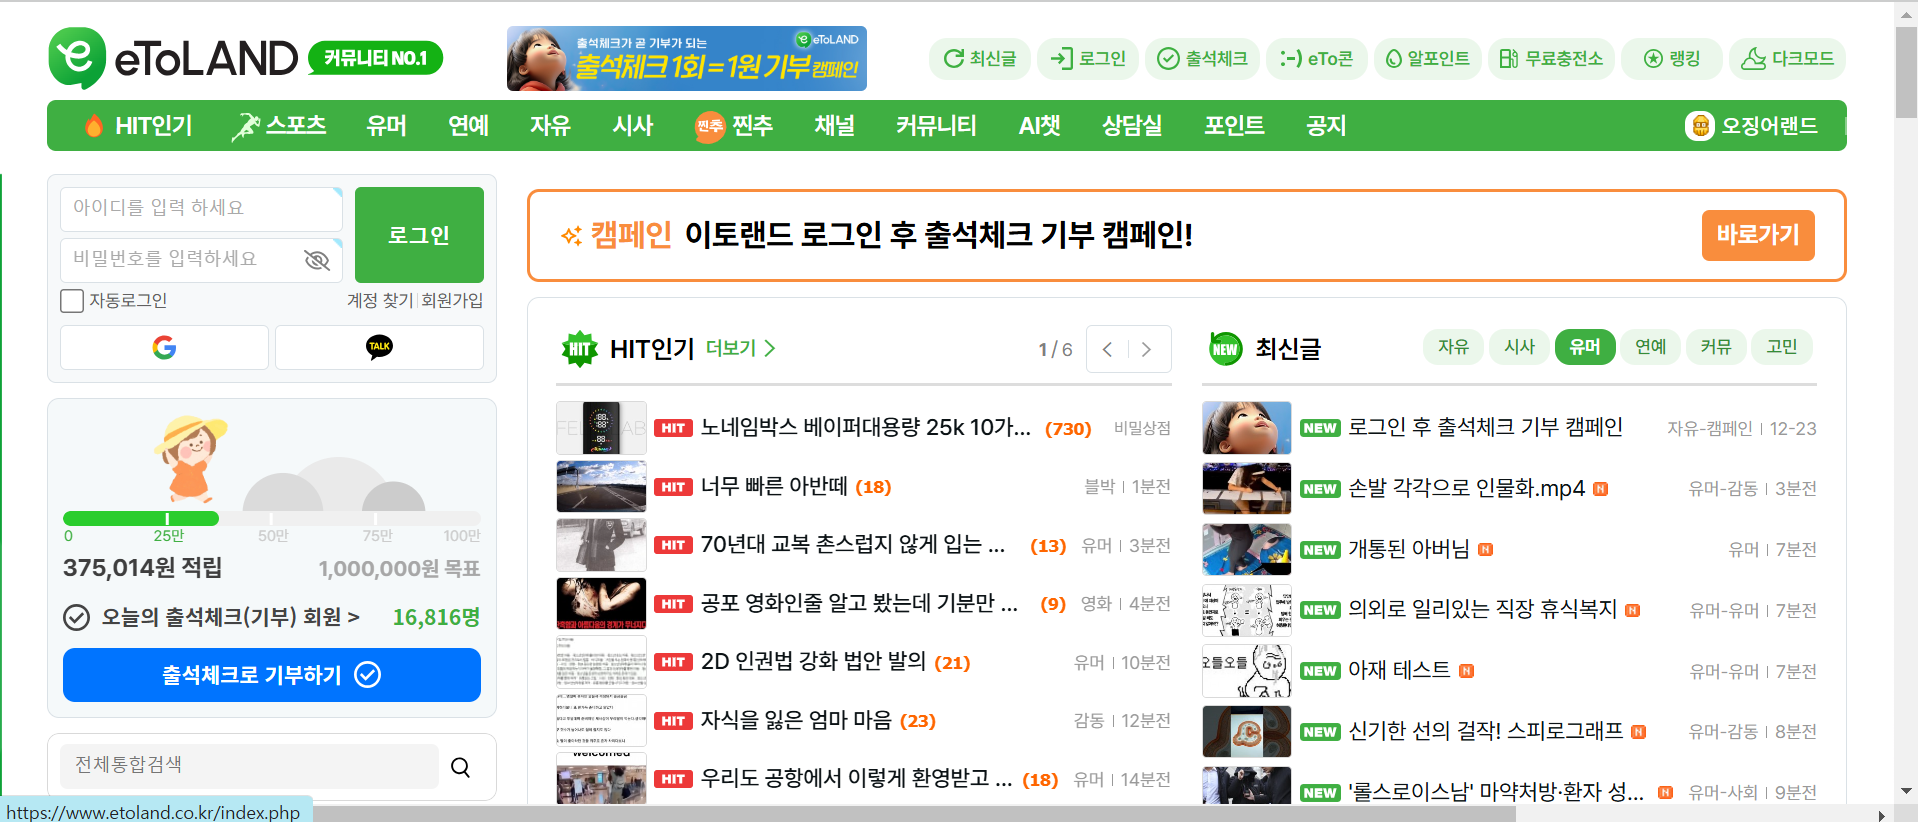 eToLAND 커뮤니티 NO.1
출석체크가 곧 기부가 되는 eToLAND
출석체크 1회 = 1원 기부 캠페인
최신글 로그인 출석체크 :-) eTo콘 알포인트 무료충전소 랭킹 다크모드
HIT인기 스포츠 유머 연예 자유 시사 찐추 찐추 채널 커뮤니티 AI챗 상담실 포인트 공지 오징어랜드
아이디를 입력 하세요
비밀번호를 입력하세요
로그인
자동로그인 계정 찾기 회원가입
TALK
0 25만 50만 75만 100만
375,014원 적립 1,000,000원 목표
오늘의 출석체크(기부) 회원 > 16,816명
출석체크로 기부하기
전체통합검색
https://www.etoland.co.kr/index.php
캠페인 이토랜드 로그인 후 출석체크 기부 캠페인! 바로가기
HIT HIT인기 더보기 1 / 6
HIT 노네임박스 베이퍼대용량 25k 10가... (730) 비밀상점
HIT 너무 빠른 아반떼 (18) 블박 1분전
HIT 70년대 교복 촌스럽지 않게 입는 ... (13) 유머 3분전
HIT 공포 영화인줄 알고 봤는데 기분만 ... (9) 영화 4분전
HIT 2D 인권법 강화 법안 발의 (21) 유머 10분전
HIT 자식을 잃은 엄마 마음 (23) 감동 12분전
welcomed
HIT 우리도 공항에서 이렇게 환영받고 ... (18) 유머 14분전
NEW 최신글 자유 시사 유머 연예 커뮤 고민
NEW 로그인 후 출석체크 기부 캠페인 자유-캠페인 12-23
NEW 손발 각각으로 인물화.mp4 N 유머-감동 3분전
NEW 개통된 아버님 N 유머 7분전
NEW 의외로 일리있는 직장 휴식복지 N 유머-유머 7분전
오들오들
NEW 아재 테스트 N 유머-유머 7분전
NEW 신기한 선의 걸작! 스피로그래프 N 유머-감동 8분전
NEW '롤스로이스남' 마약처방·환자 성... N 유머-사회 9분전